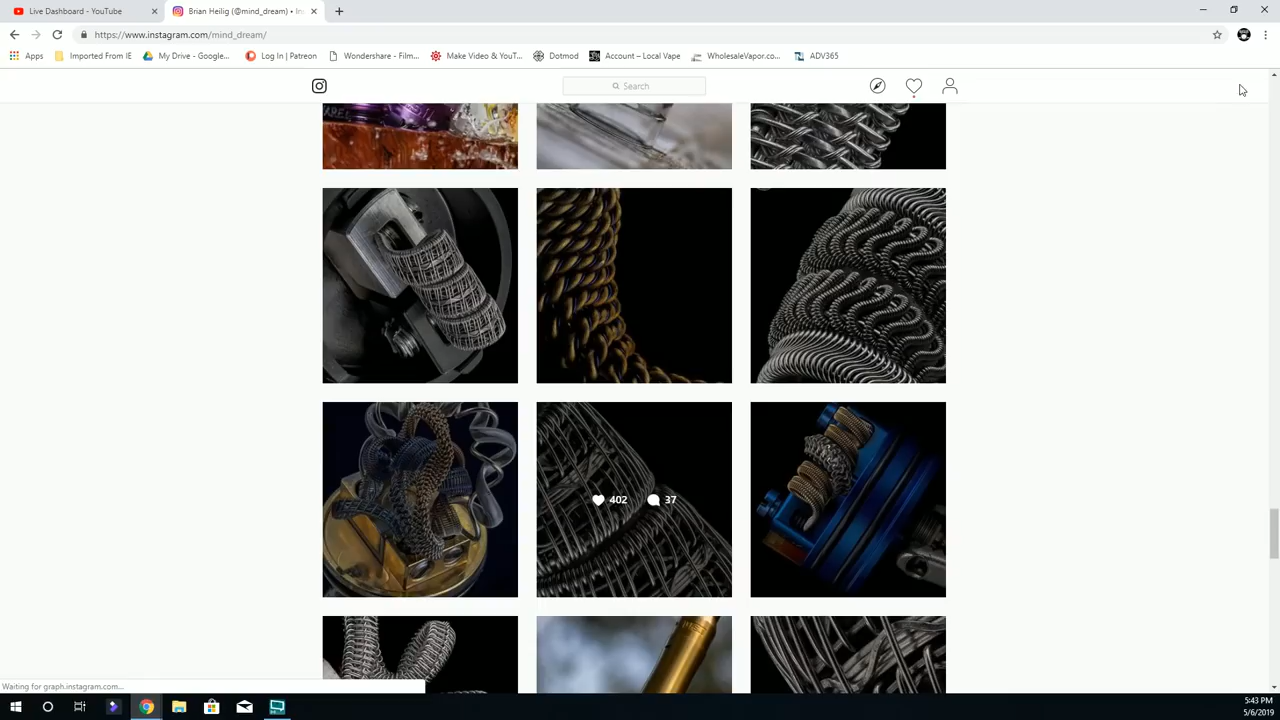 Live Dashboard - YouTube
Brian Heilig (@mind_dream) • In
https://www.instagram.com/mind_dream/
Apps
Imported From IE
My Drive - Google...
Log In | Patreon
Wondershare - Film...
Make Video & YouT...
Dotmod
Account – Local Vape
WholesaleVapor.co...
ADV365
Search
402
37
Waiting for graph.instagram.com...
5:43 PM
5/6/2019